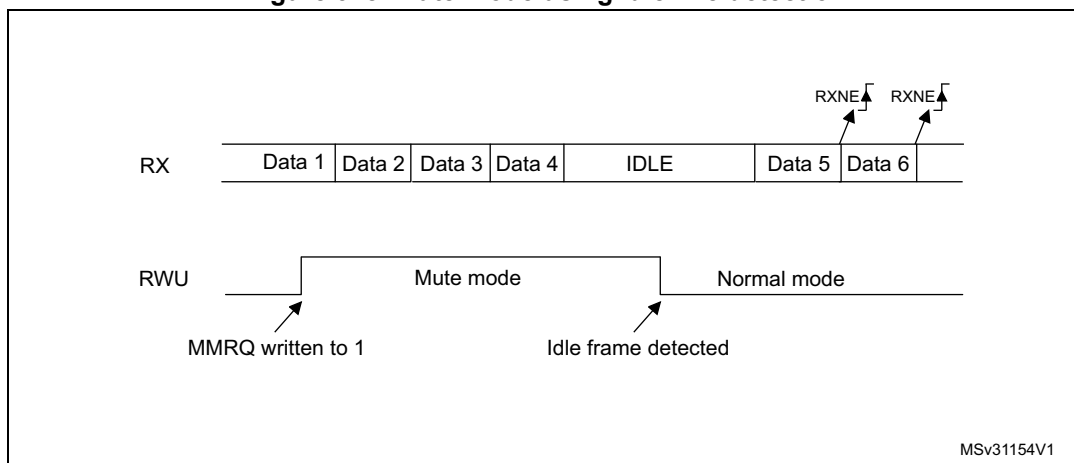 RXNE RXNE
RX Data 1 Data 2 Data 3 Data 4 IDLE Data 5 Data 6
RWU Mute mode Normal mode
MMRQ written to 1 Idle frame detected
MSv31154V1